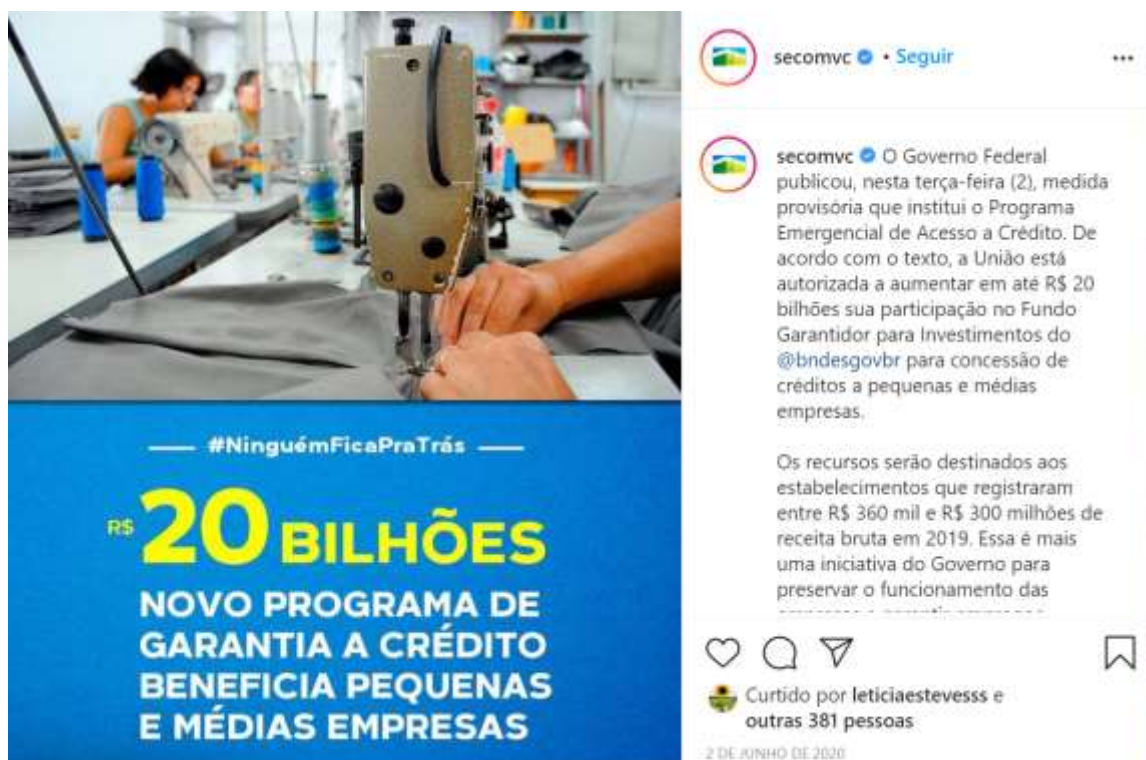 #NinguémFicaPraTrás
R$ 20 BILHÕES
NOVO PROGRAMA DE
GARANTIA A CRÉDITO
BENEFICIA PEQUENAS
E MÉDIAS EMPRESAS
secomvc • Seguir
secomvc O Governo Federal
publicou, nesta terça-feira (2), medida
provisória que institui o Programa
Emergencial de Acesso a Crédito. De
acordo com o texto, a União está
autorizada a aumentar em até R$ 20
bilhões sua participação no Fundo
Garantidor para Investimentos do
@bndesgovbr para concessão de
créditos a pequenas e médias
empresas.
Os recursos serão destinados aos
estabelecimentos que registraram
entre R$ 360 mil e R$ 300 milhões de
receita bruta em 2019. Essa é mais
uma iniciativa do Governo para
preservar o funcionamento das
Curtido por leticiaestevesss e
outras 381 pessoas
2 DE JUNHO DE 2020